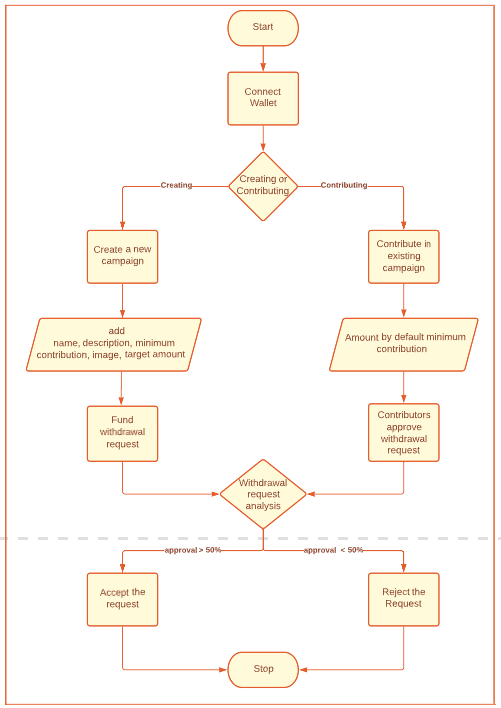 Start
Connect
Wallet
Creating or
Contributing
Creating
Contributing
Create a new
campaign
Contribute in
existing
campaign
add
name, description, minimum
contribution, image, target amount
Amount by default minimum
contribution
Fund
withdrawal
request
Contributors
approve
withdrawal
request
Withdrawal
request
analysis
approval > 50%
approval < 50%
Accept the
request
Reject the
Request
Stop